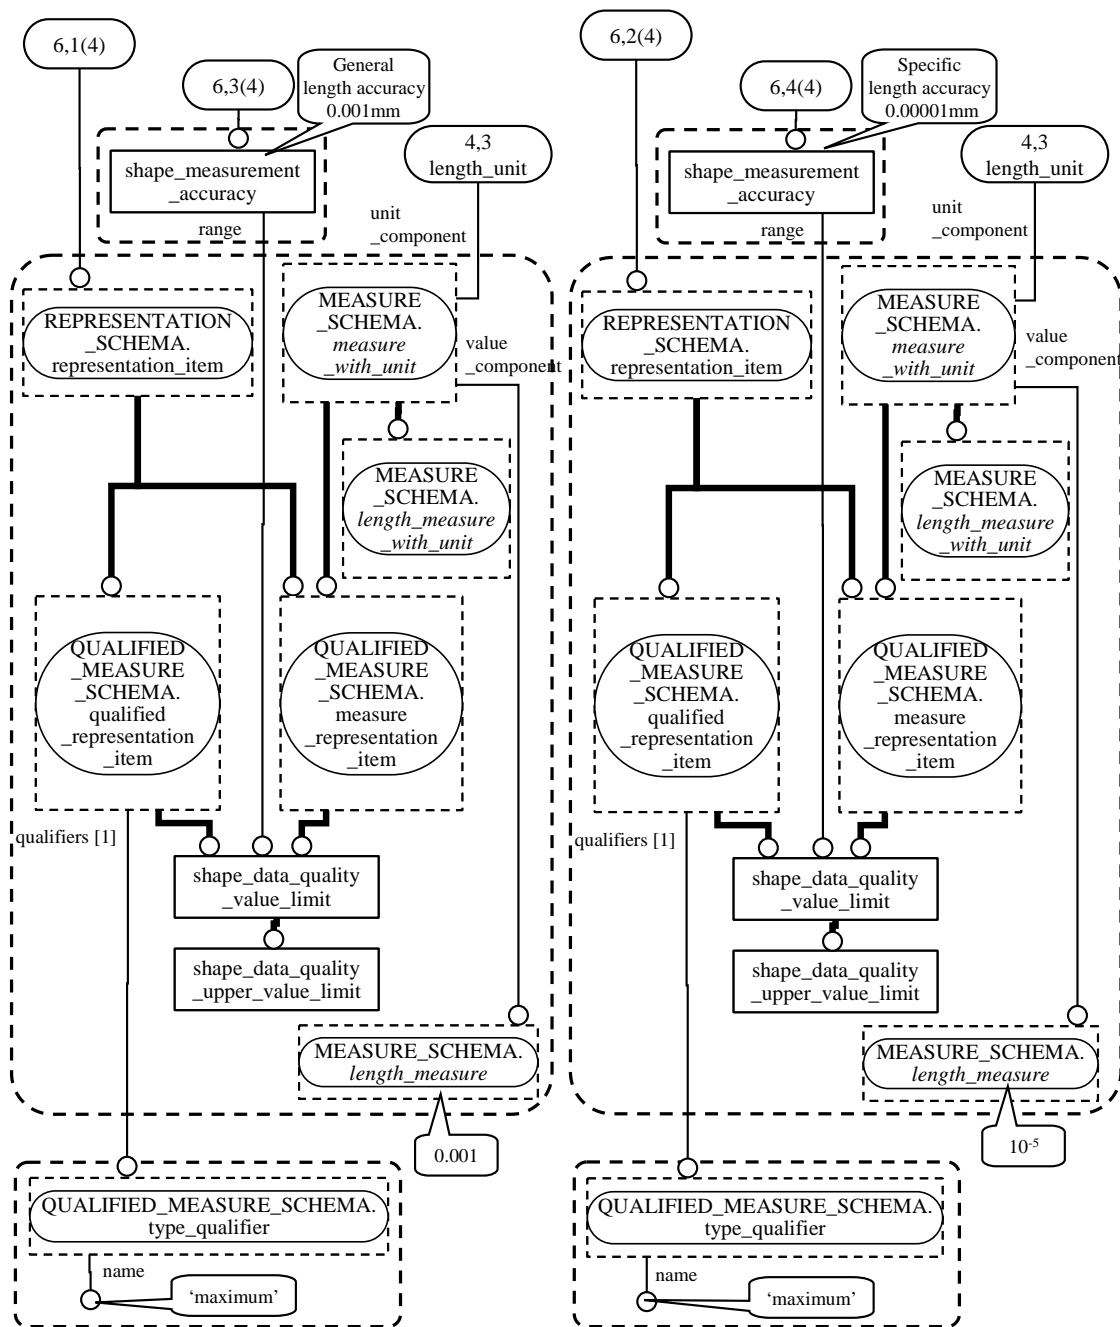 6,1(4)
6,3(4)
General
length accuracy
0.001mm
4,3
length_unit
shape_measurement
_accuracy
range
unit
_component
REPRESENTATION
_SCHEMA.
representation_item
MEASURE
_SCHEMA.
measure
_with_unit
value
_component
MEASURE
_SCHEMA.
length_measure
_with_unit
QUALIFIED
_MEASURE
_SCHEMA.
qualified
_representation
_item
QUALIFIED
_MEASURE
_SCHEMA.
measure
_representation
_item
qualifiers [1]
shape_data_quality
_value_limit
shape_data_quality
_upper_value_limit
MEASURE_SCHEMA.
length_measure
0.001
QUALIFIED_MEASURE_SCHEMA.
type_qualifier
name
‘maximum’
6,2(4)
6,4(4)
Specific
length accuracy
0.00001mm
4,3
length_unit
shape_measurement
_accuracy
range
unit
_component
REPRESENTATION
_SCHEMA.
representation_item
MEASURE
_SCHEMA.
measure
_with_unit
value
_component
MEASURE
_SCHEMA.
length_measure
_with_unit
QUALIFIED
_MEASURE
_SCHEMA.
qualified
_representation
_item
QUALIFIED
_MEASURE
_SCHEMA.
measure
_representation
_item
qualifiers [1]
shape_data_quality
_value_limit
shape_data_quality
_upper_value_limit
MEASURE_SCHEMA.
length_measure
10⁻⁵
QUALIFIED_MEASURE_SCHEMA.
type_qualifier
name
‘maximum’